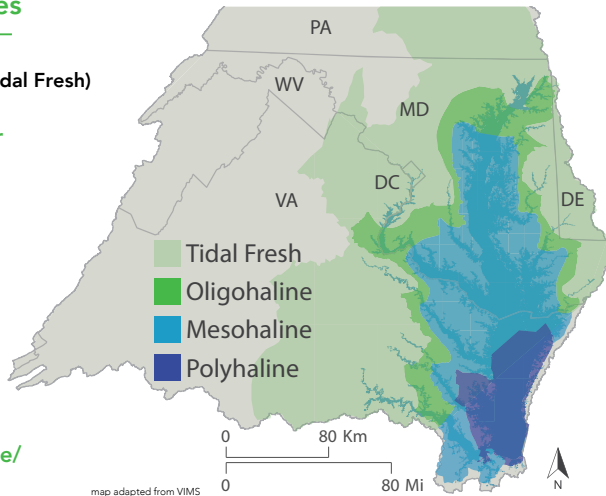 es
dal Fresh)
r
e/
PA
WV
MD
DC
VA
DE
Tidal Fresh
Oligohaline
Mesohaline
Polyhaline
0 80 Km
0 80 Mi
N
map adapted from VIMS